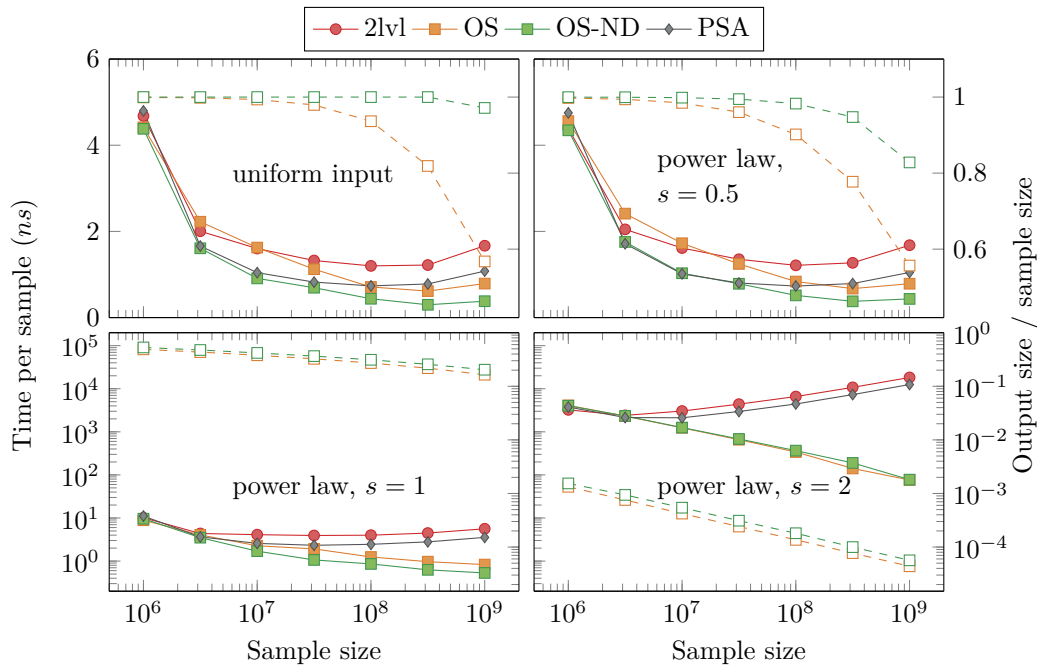 2lvl OS OS-ND PSA
6
4
2
0
uniform input
power law,
s = 0.5
1
0.8
0.6
Time per sample (ns)
Output size / sample size
10^5
10^4
10^3
10^2
10^1
10^0
power law, s = 1
power law, s = 2
10^0
10^−1
10^−2
10^−3
10^−4
10^6 10^7 10^8 10^9
10^6 10^7 10^8 10^9
Sample size
Sample size